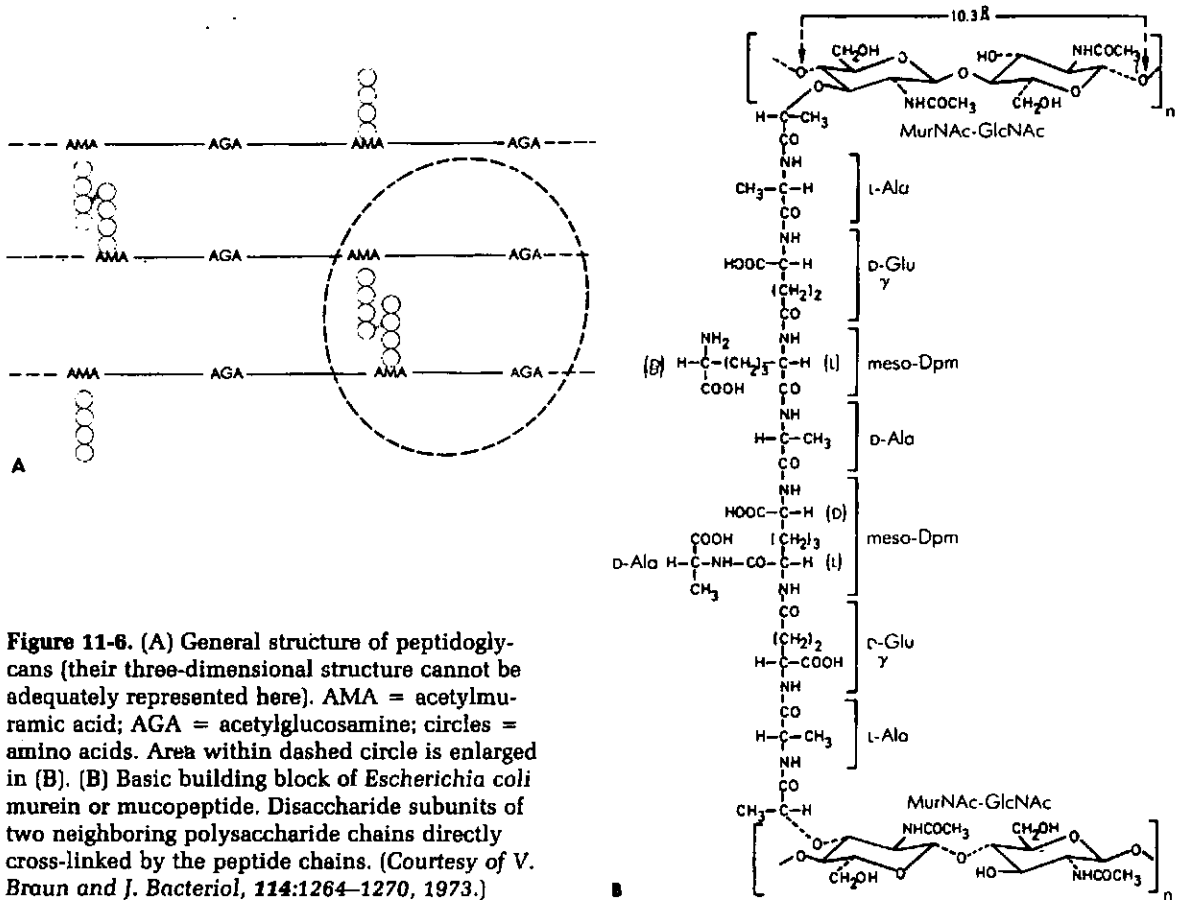 ---- AMA ———— AGA ———— AMA ———— AGA ----
---- AMA ———— AGA ———— AMA ———— AGA ----
---- AMA ———— AGA ———— AMA ———— AGA ----
A
Figure 11-6. (A) General structure of peptidogly-
cans (their three-dimensional structure cannot be
adequately represented here). AMA = acetylmu-
ramic acid; AGA = acetylglucosamine; circles =
amino acids. Area within dashed circle is enlarged
in (B). (B) Basic building block of Escherichia coli
murein or mucopeptide. Disaccharide subunits of
two neighboring polysaccharide chains directly
cross-linked by the peptide chains. (Courtesy of V.
Braun and J. Bacteriol, 114:1264–1270, 1973.)
10.3 Å
CH₂OH O HO NHCOCH₃
O O O O
O NHCOCH₃ CH₂OH O
n
H–C–CH₃ MurNAc-GlcNAc
CO
NH
CH₃–C–H L-Ala
CO
NH
HOOC–C–H D-Glu
(CH₂)₂ γ
CO
NH₂ NH
(D) H–C–(CH₂)₃–C–H (L) meso-Dpm
COOH CO
NH
H–C–CH₃ D-Ala
CO
NH
HOOC–C–H (D)
COOH (CH₂)₃ meso-Dpm
D-Ala H–C–NH–CO–C–H (L)
CH₃ NH
CO
(CH₂)₂ D-Glu
H–C–COOH γ
NH
CO
H–C–CH₃ L-Ala
NH
CO
CH₃–C–H MurNAc-GlcNAc
O NHCOCH₃ CH₂OH O
O O O O
CH₂OH O HO NHCOCH₃
n
B